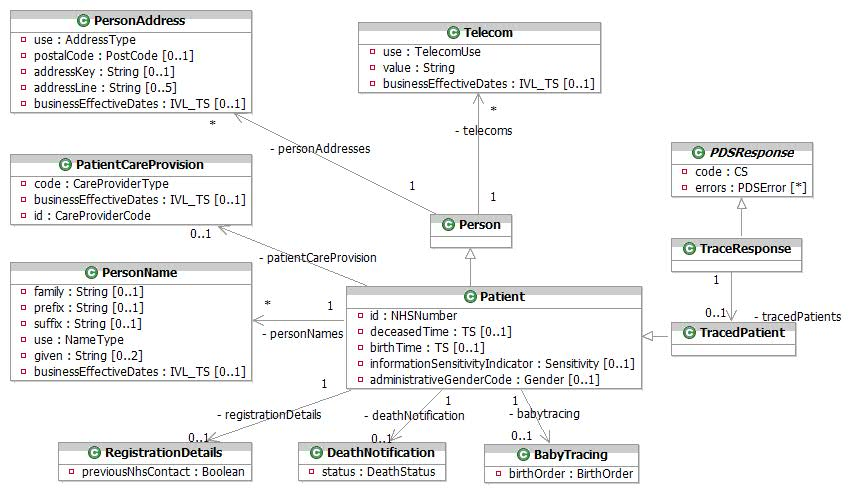 PersonAddress
use : AddressType
postalCode : PostCode [0..1]
addressKey : String [0..1]
addressLine : String [0..5]
businessEffectiveDates : IVL_TS [0..1]
Telecom
use : TelecomUse
value : String
businessEffectiveDates : IVL_TS [0..1]
*
- personAddresses
1
*
- telecoms
1
PatientCareProvision
code : CareProviderType
businessEffectiveDates : IVL_TS [0..1]
id : CareProviderCode
PDSResponse
code : CS
errors : PDSError [*]
Person
0..1
- patientCareProvision
TraceResponse
1
0..1
- tracedPatients
TracedPatient
PersonName
family : String [0..1]
prefix : String [0..1]
suffix : String [0..1]
use : NameType
given : String [0..2]
businessEffectiveDates : IVL_TS [0..1]
*
1
- personNames
Patient
id : NHSNumber
deceasedTime : TS [0..1]
birthTime : TS [0..1]
informationSensitivityIndicator : Sensitivity [0..1]
administrativeGenderCode : Gender [0..1]
1
- registrationDetails
0..1
1
- deathNotification
0..1
1
- babytracing
0..1
RegistrationDetails
previousNhsContact : Boolean
DeathNotification
status : DeathStatus
BabyTracing
birthOrder : BirthOrder